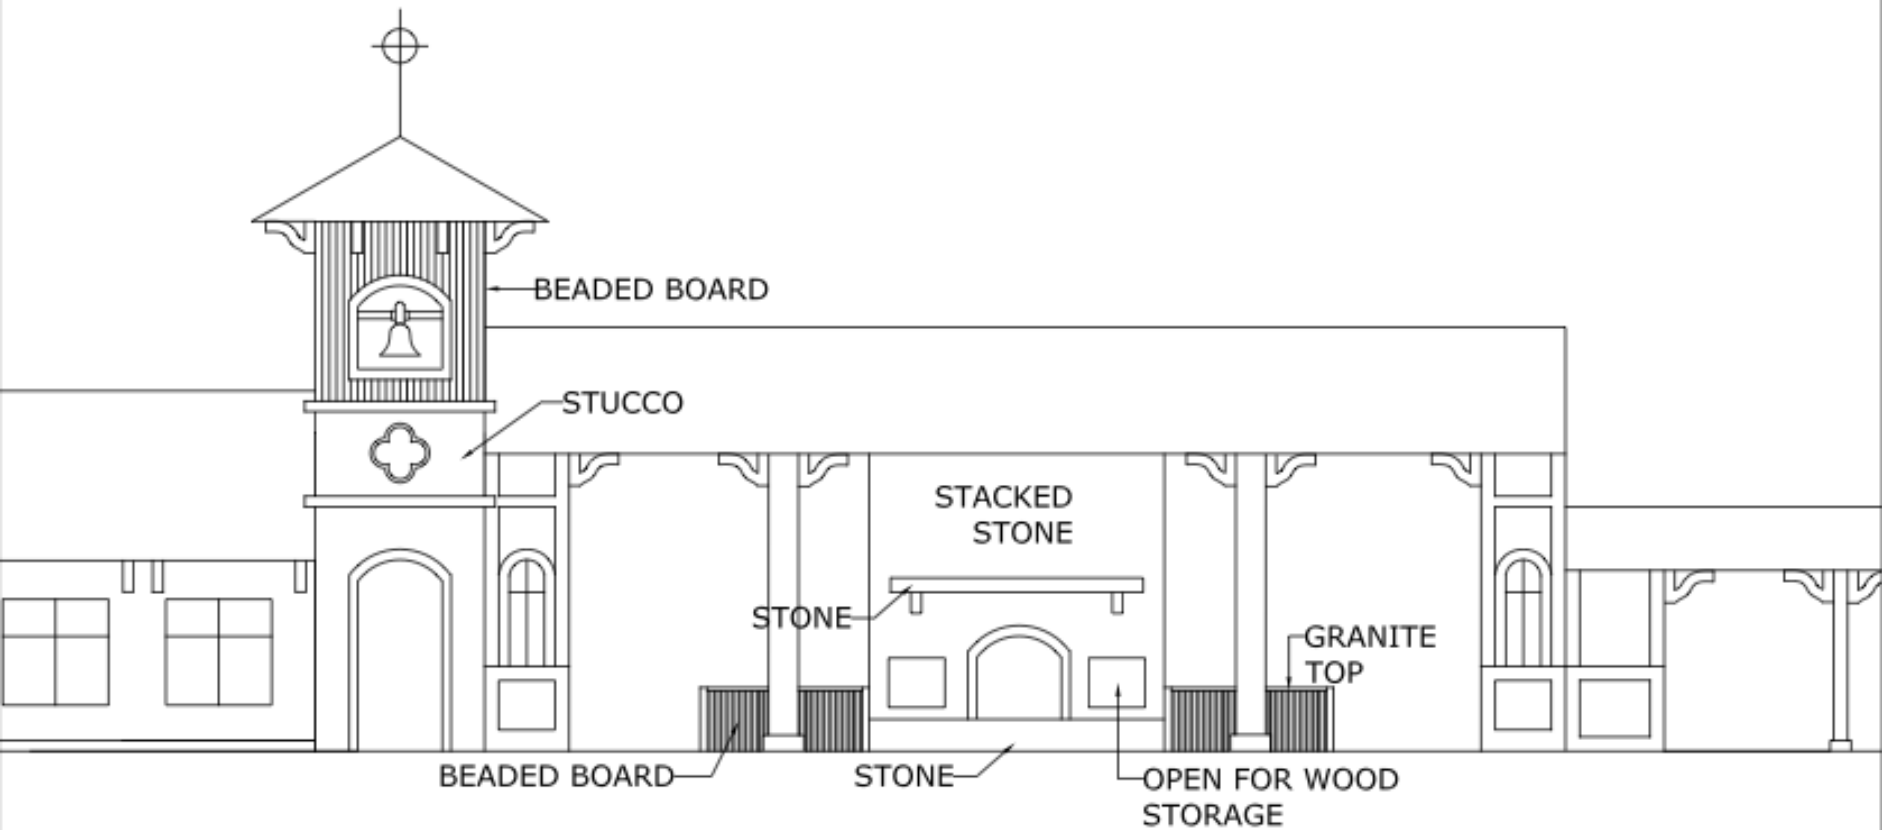 BEADED BOARD
STUCCO
STACKED
STONE
STONE
GRANITE
TOP
BEADED BOARD
STONE
OPEN FOR WOOD
STORAGE